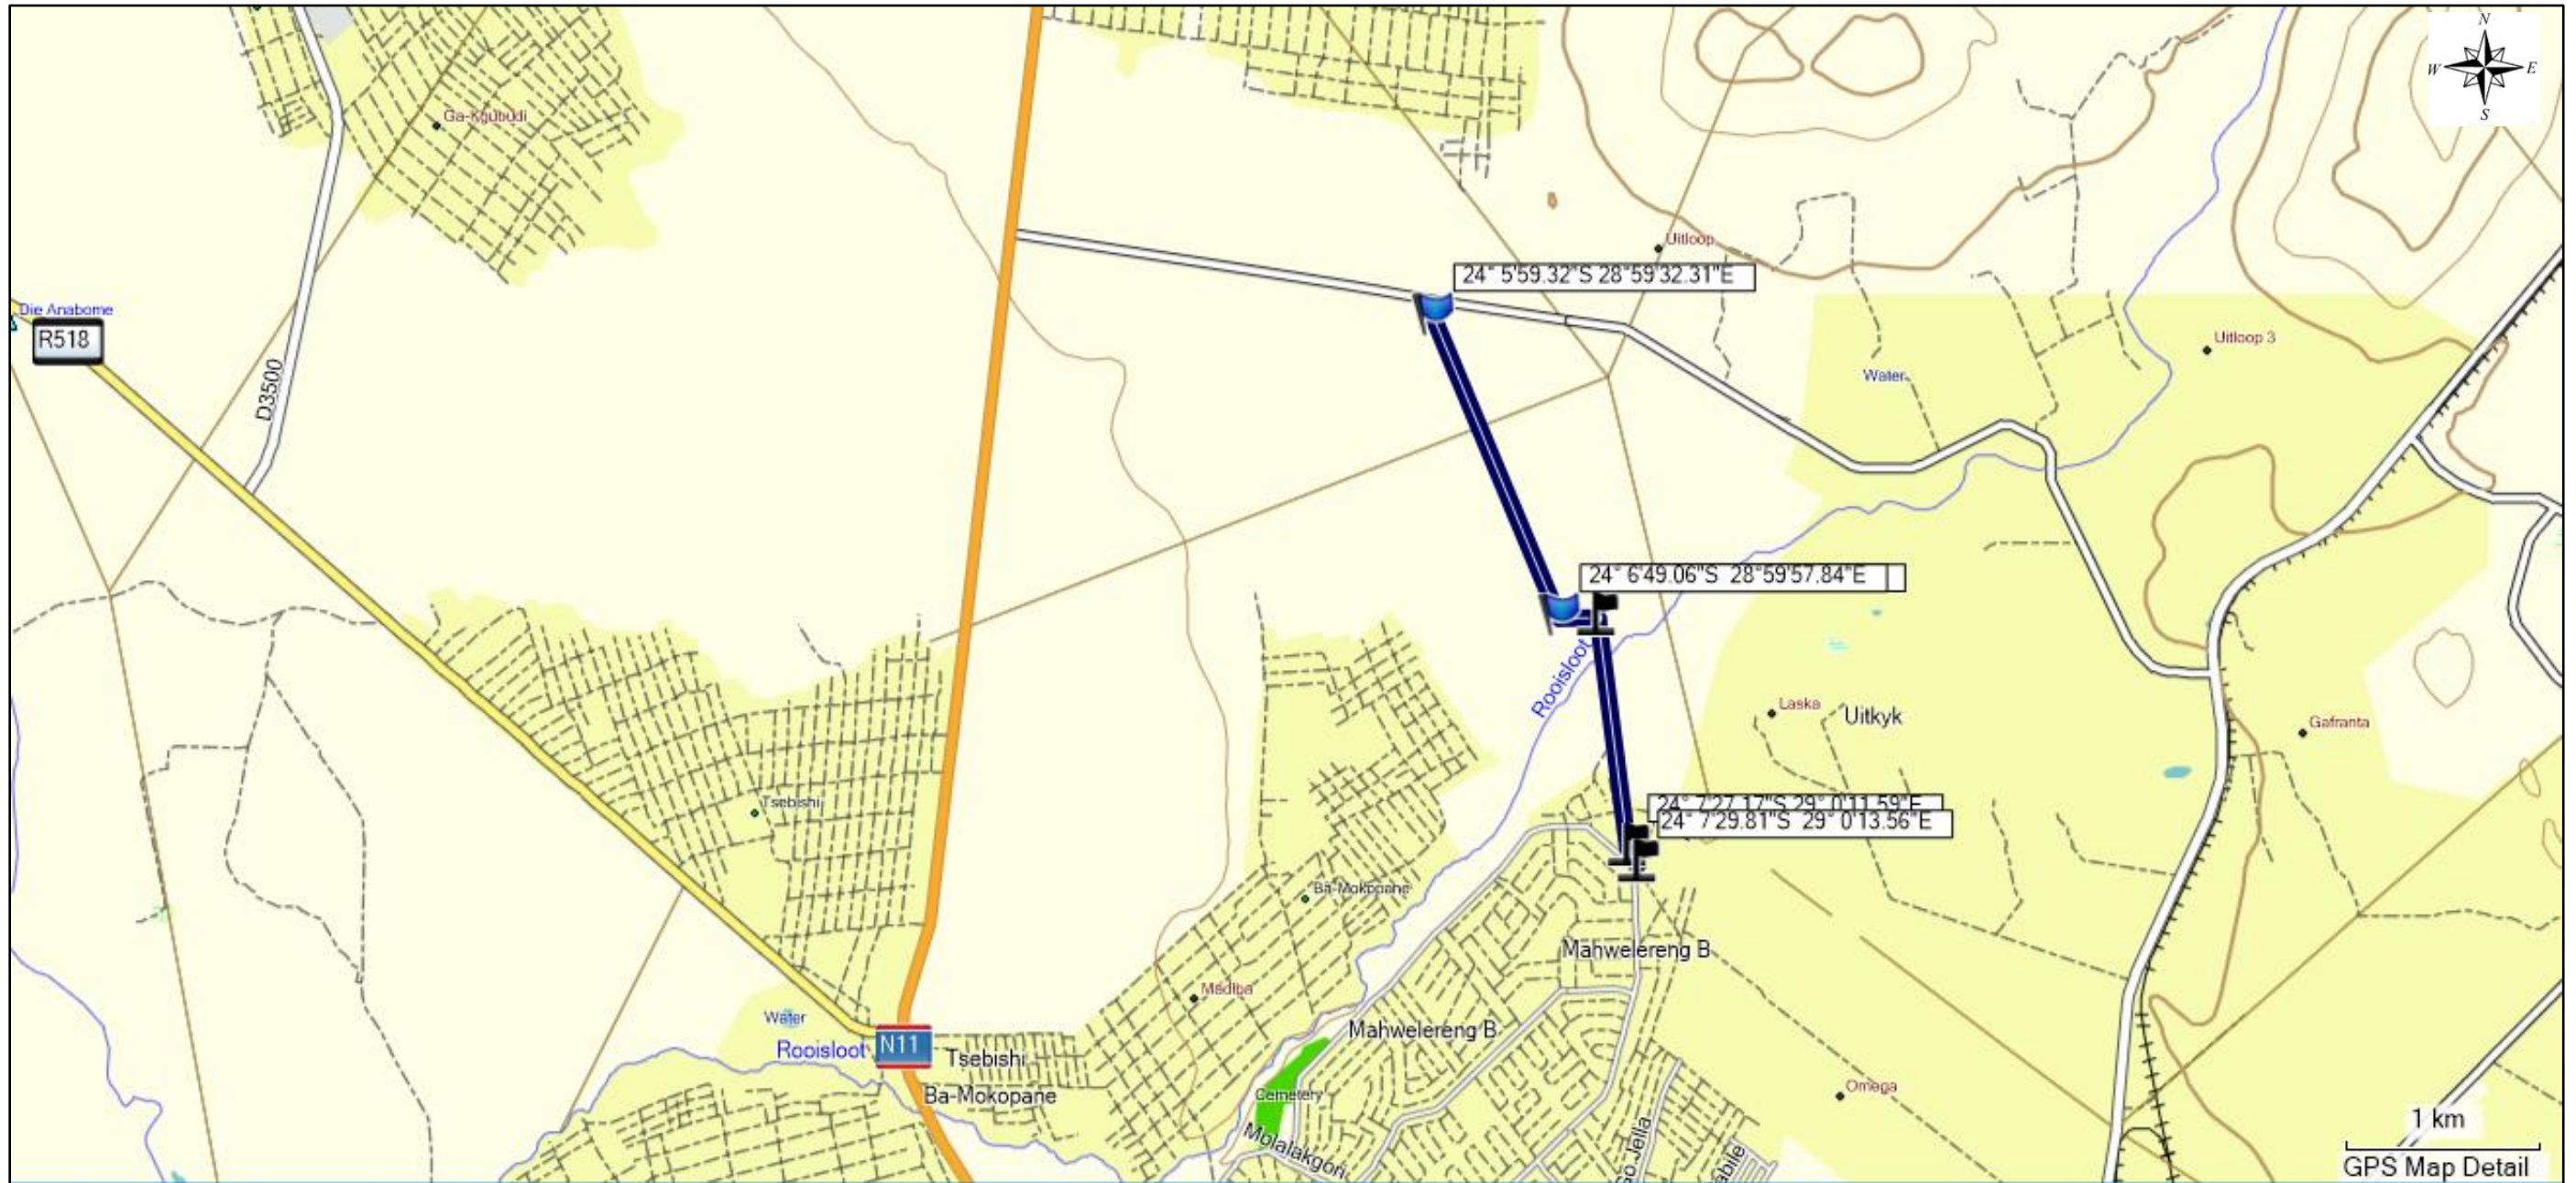 N
W E
S
Ga-Kgubudi
Uitloop
24° 5'59.32"S 28°59'32.31"E
Die Anabome
R518
Uitloop 3
D3500
Water
24° 6'49.06"S 28°59'57.84"E
Rooisloot
Laska
Uitkyk
Gafranta
Tsebishi
24° 7'27.17"S 29° 0'11.59"E
24° 7'29.81"S 29° 0'13.56"E
Ba-Mokopane
Mahwelereng B
Madiba
Water
Rooisloot
N11
Tsebishi
Mahwelereng B
Ba-Mokopane
Cemetery
Omega
Molalakgori
1 km
GPS Map Detail